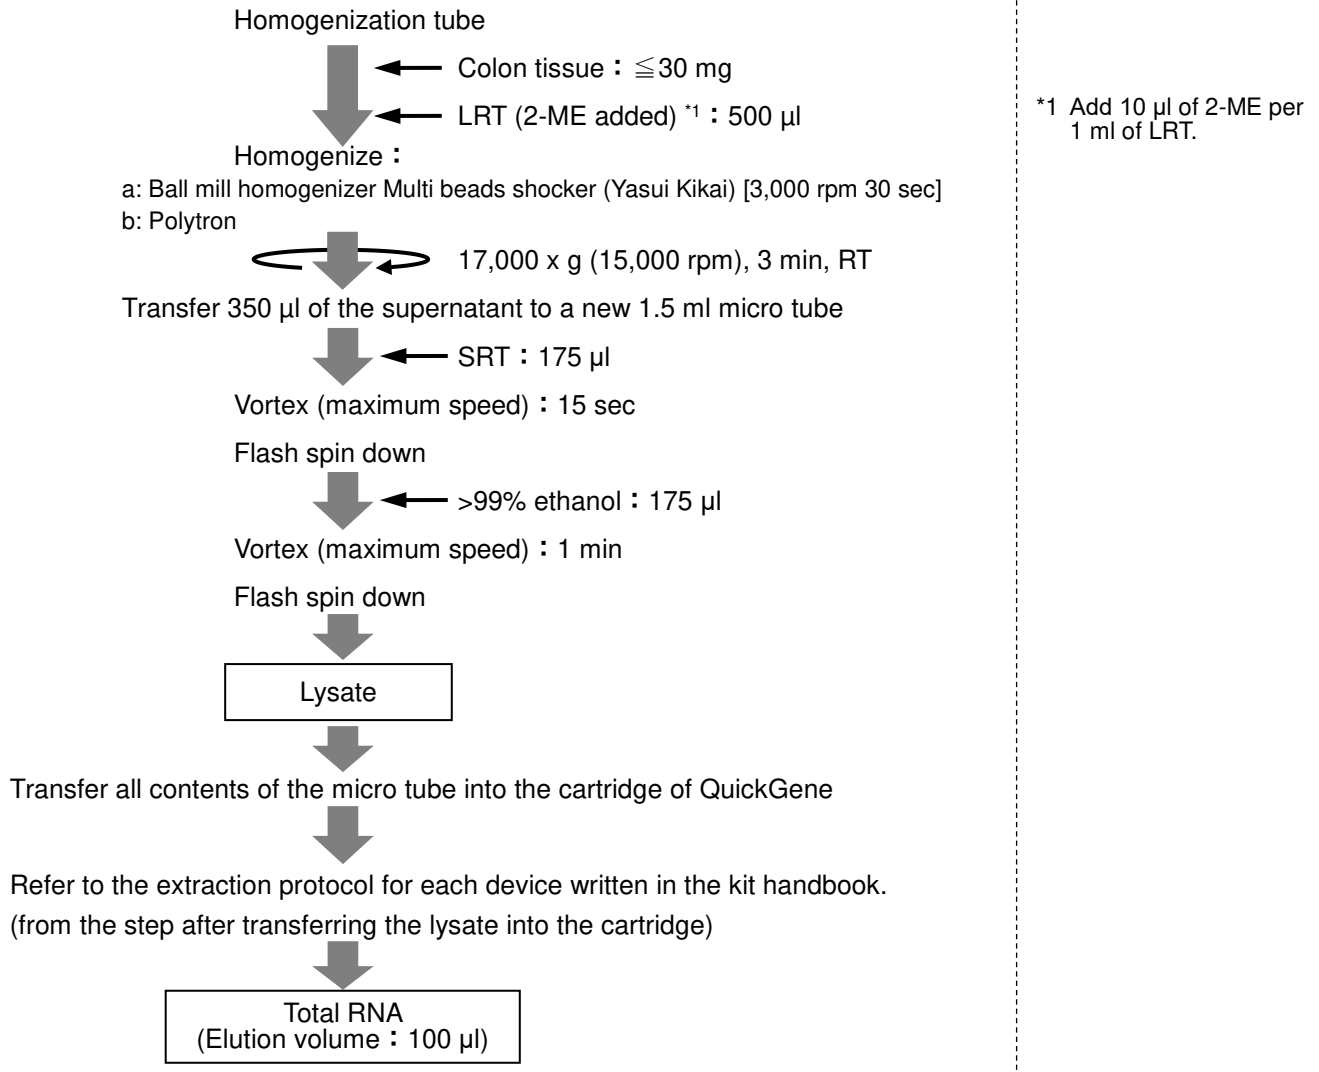 Homogenization tube
Colon tissue：≦30 mg
LRT (2-ME added) *1：500 µl
Homogenize：
a: Ball mill homogenizer Multi beads shocker (Yasui Kikai) [3,000 rpm 30 sec]
b: Polytron
17,000 x g (15,000 rpm), 3 min, RT
Transfer 350 µl of the supernatant to a new 1.5 ml micro tube
SRT：175 µl
Vortex (maximum speed)：15 sec
Flash spin down
>99% ethanol：175 µl
Vortex (maximum speed)：1 min
Flash spin down
Lysate
Transfer all contents of the micro tube into the cartridge of QuickGene
Refer to the extraction protocol for each device written in the kit handbook.
(from the step after transferring the lysate into the cartridge)
Total RNA
(Elution volume：100 µl)
*1 Add 10 µl of 2-ME per
1 ml of LRT.